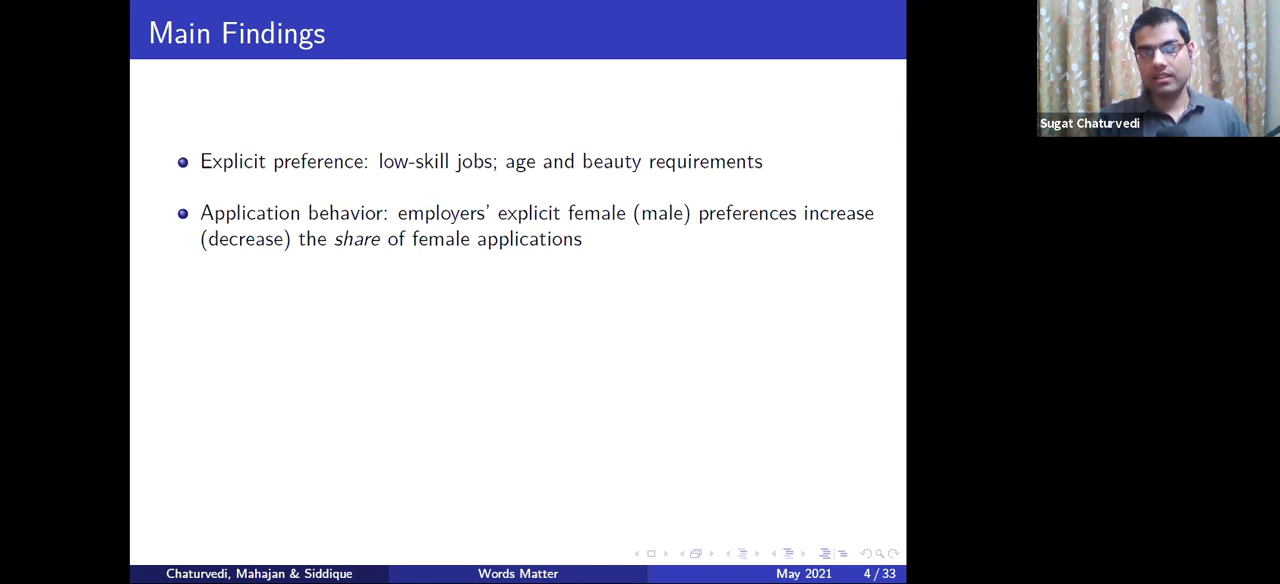 Main Findings
Sugat Chaturvedi
Explicit preference: low-skill jobs; age and beauty requirements
Application behavior: employers' explicit female (male) preferences increase
(decrease) the share of female applications
Chaturvedi, Mahajan & Siddique
Words Matter
May 2021
4 / 33